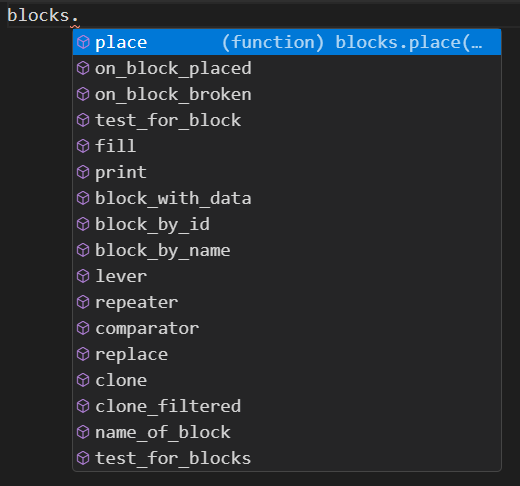 blocks.
place (function) blocks.place(…
on_block_placed
on_block_broken
test_for_block
fill
print
block_with_data
block_by_id
block_by_name
lever
repeater
comparator
replace
clone
clone_filtered
name_of_block
test_for_blocks